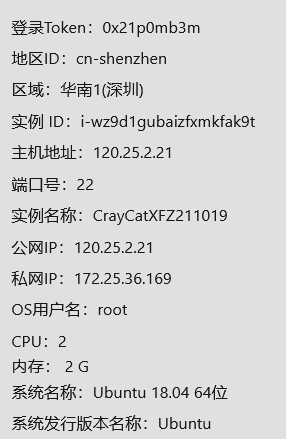 登录Token：0x21p0mb3m
地区ID：cn-shenzhen
区域：华南1(深圳)
实例 ID：i-wz9d1gubaizfxmkfak9t
主机地址：120.25.2.21
端口号：22
实例名称：CrayCatXFZ211019
公网IP：120.25.2.21
私网IP：172.25.36.169
OS用户名：root
CPU：2
内存： 2 G
系统名称：Ubuntu 18.04 64位
系统发行版本名称：Ubuntu